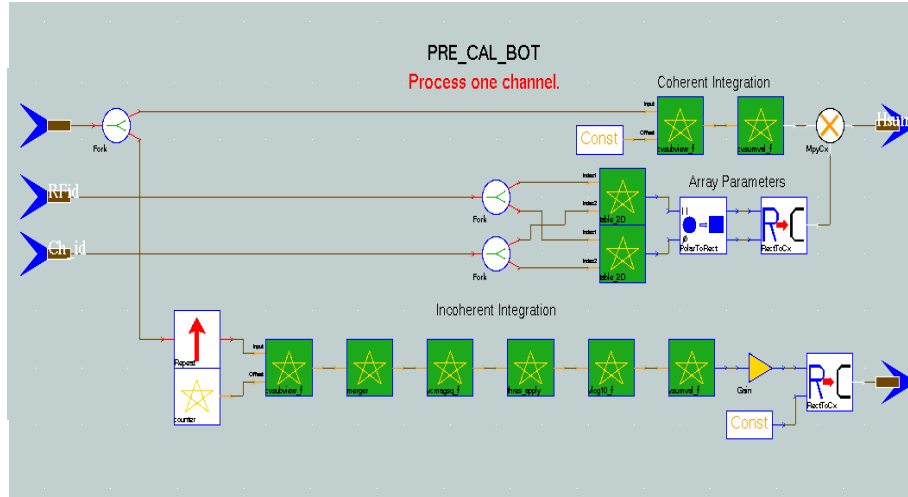 PRE_CAL_BOT
Process one channel.
Coherent Integration
Input
Offset
Const
Fork
cvsubview_f
cvsumval_f
MpyCx
Hsum
RFid
Array Parameters
Index1
Index2
Fork
table_2D
Ch_id
Index1
Index2
Fork
table_2D
PolarToRect
R C
RectToCx
Incoherent Integration
Input
Offset
Repeat
counter
cvsubview_f
merger
vcmagsq_f
thres_apply
vlog10_f
vsumval_f
Gain
Const
R C
RectToCx